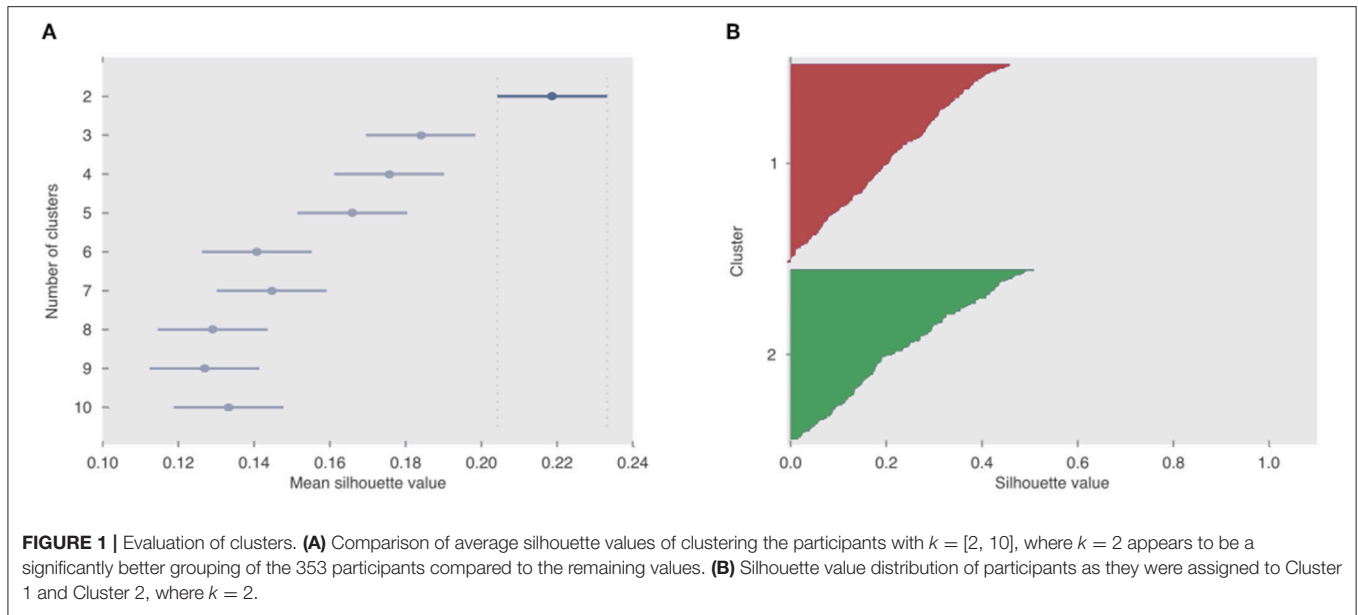 A
B
2
3
4
5
6
7
8
9
10
Number of clusters
0.10 0.12 0.14 0.16 0.18 0.20 0.22 0.24
Mean silhouette value
1
2
Cluster
0.0 0.2 0.4 0.6 0.8 1.0
Silhouette value
FIGURE 1 | Evaluation of clusters. (A) Comparison of average silhouette values of clustering the participants with k = [2, 10], where k = 2 appears to be a
significantly better grouping of the 353 participants compared to the remaining values. (B) Silhouette value distribution of participants as they were assigned to Cluster
1 and Cluster 2, where k = 2.